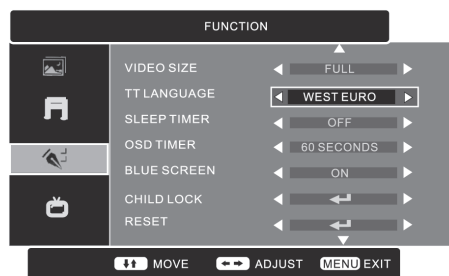 FUNCTION
VIDEO SIZE FULL
TT LANGUAGE WEST EURO
SLEEP TIMER OFF
OSD TIMER 60 SECONDS
BLUE SCREEN ON
CHILD LOCK
RESET
MOVE ADJUST MENU EXIT